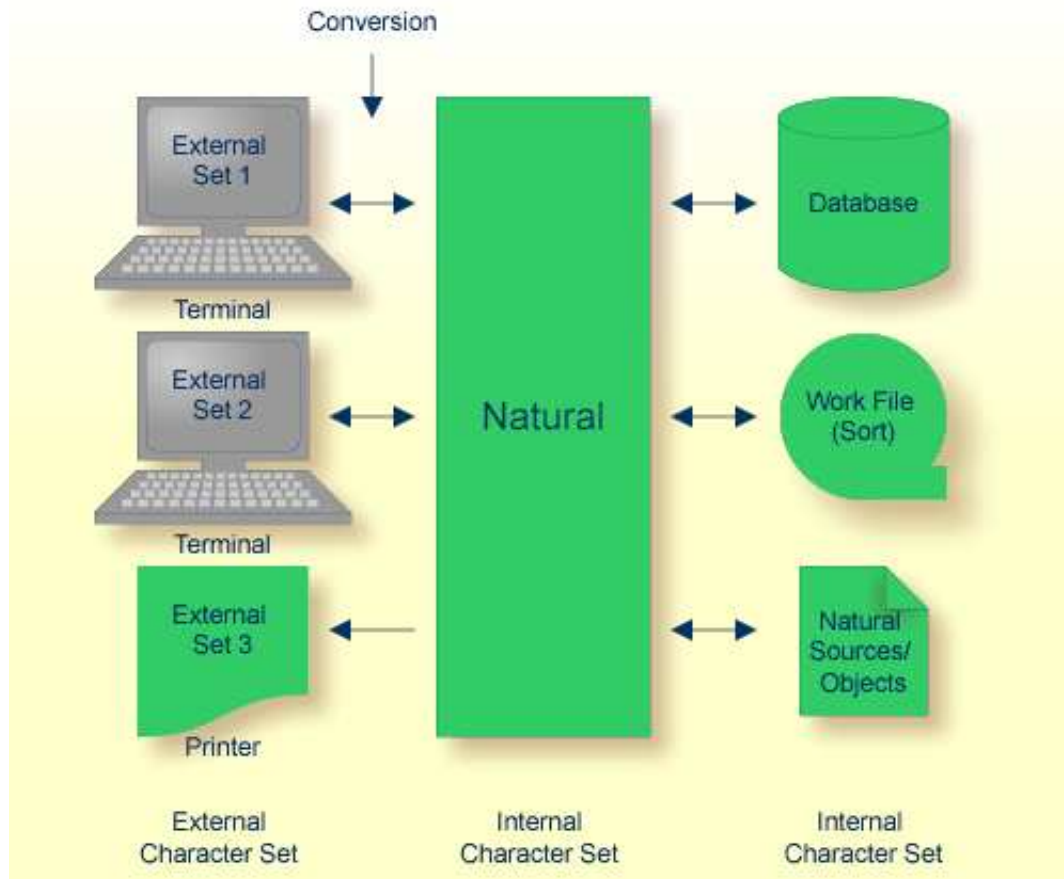 Conversion
External
Set 1
Terminal
External
Set 2
Terminal
External
Set 3
Printer
Natural
Database
Work File
(Sort)
Natural
Sources/
Objects
External
Character Set
Internal
Character Set
Internal
Character Set